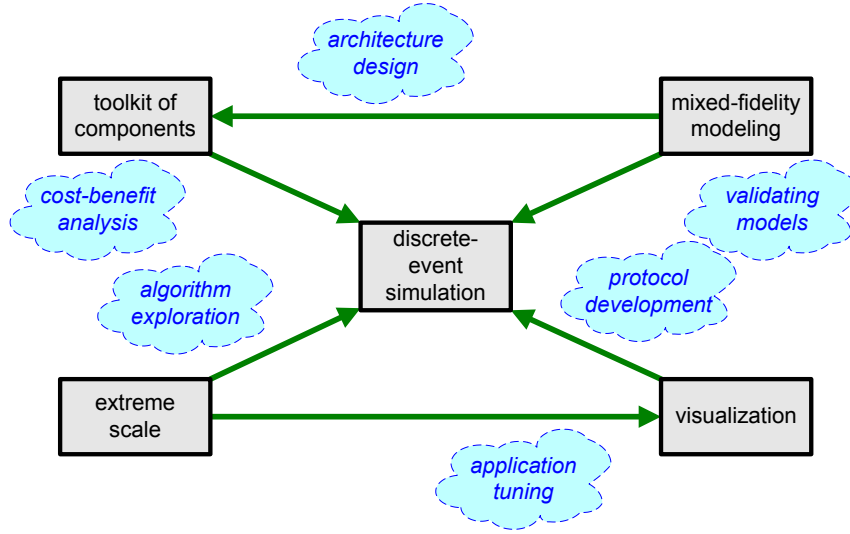 architecture
design
toolkit of
components
mixed-fidelity
modeling
cost-benefit
analysis
validating
models
discrete-
event
simulation
algorithm
exploration
protocol
development
extreme
scale
visualization
application
tuning